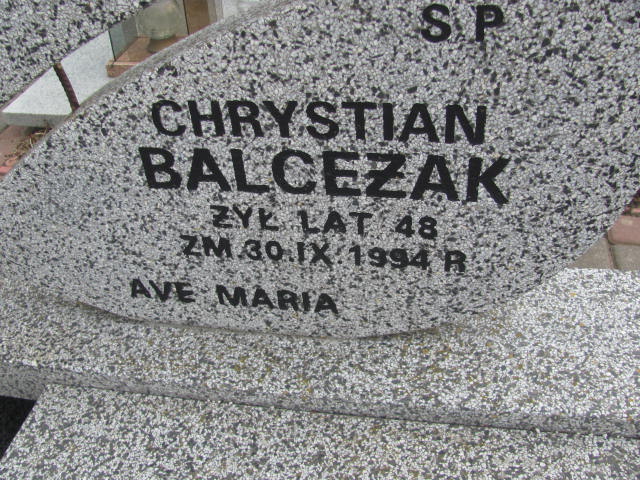 S P
CHRYSTIAN
BALCEŻAK
ŻYŁ LAT 48
ZM. 30. IX 1994 R
AVE MARIA